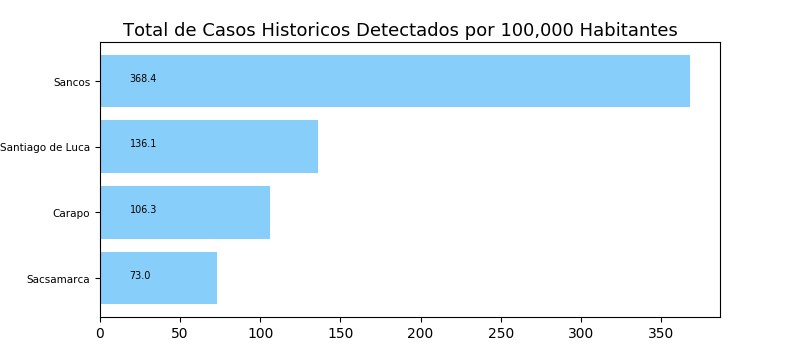 Total de Casos Historicos Detectados por 100,000 Habitantes
Sancos 368.4
Santiago de Luca 136.1
Carapo 106.3
Sacsamarca 73.0
0 50 100 150 200 250 300 350